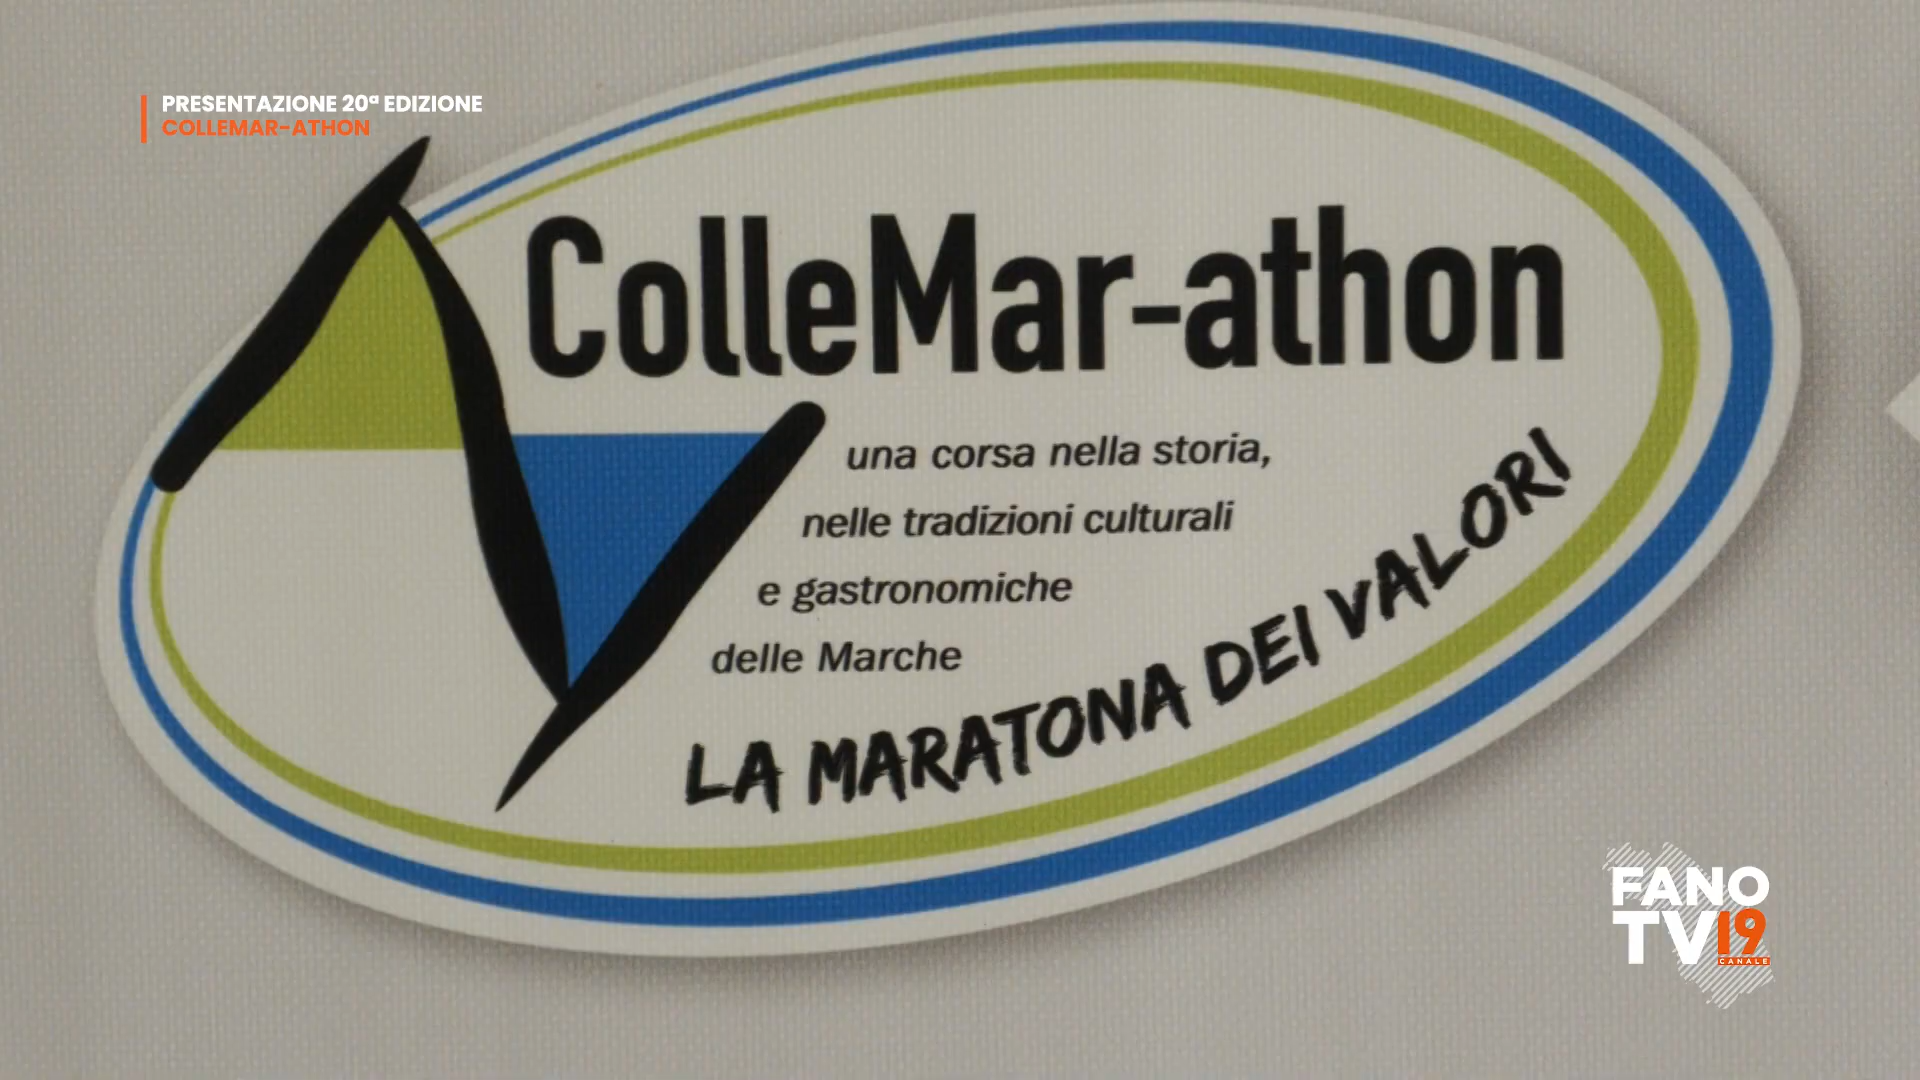 PRESENTAZIONE 20ª EDIZIONE
COLLEMAR-ATHON
ColleMar-athon
una corsa nella storia,
nelle tradizioni culturali
e gastronomiche
delle Marche
LA MARATONA DEI VALORI
FANO
TV19
CANALE